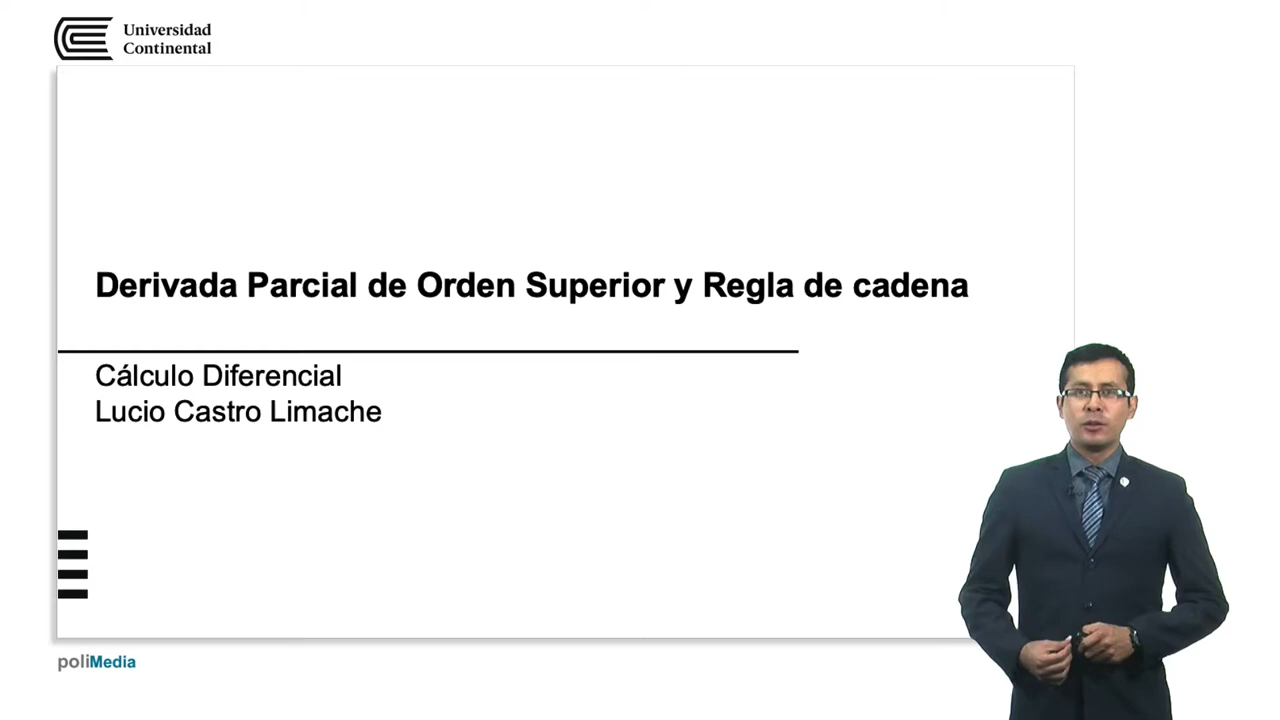 Universidad
Continental
Derivada Parcial de Orden Superior y Regla de cadena
Cálculo Diferencial
Lucio Castro Limache
poliMedia